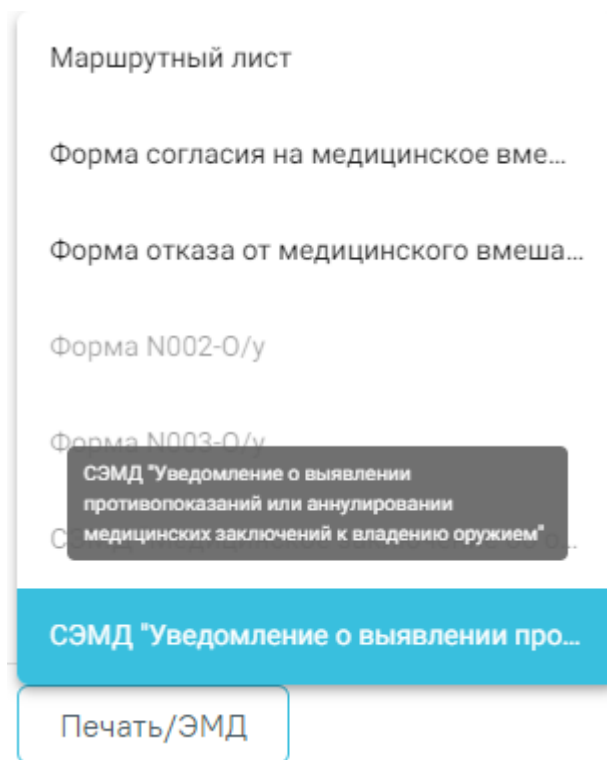 Маршрутный лист
Форма согласия на медицинское вме...
Форма отказа от медицинского вмеша...
Форма N002-О/у
Форма N003-О/у
СЭМД "Уведомление о выявлении
противопоказаний или аннулировании
медицинских заключений к владению оружием"
СЭМД "Уведомление о выявлении про...
Печать/ЭМД